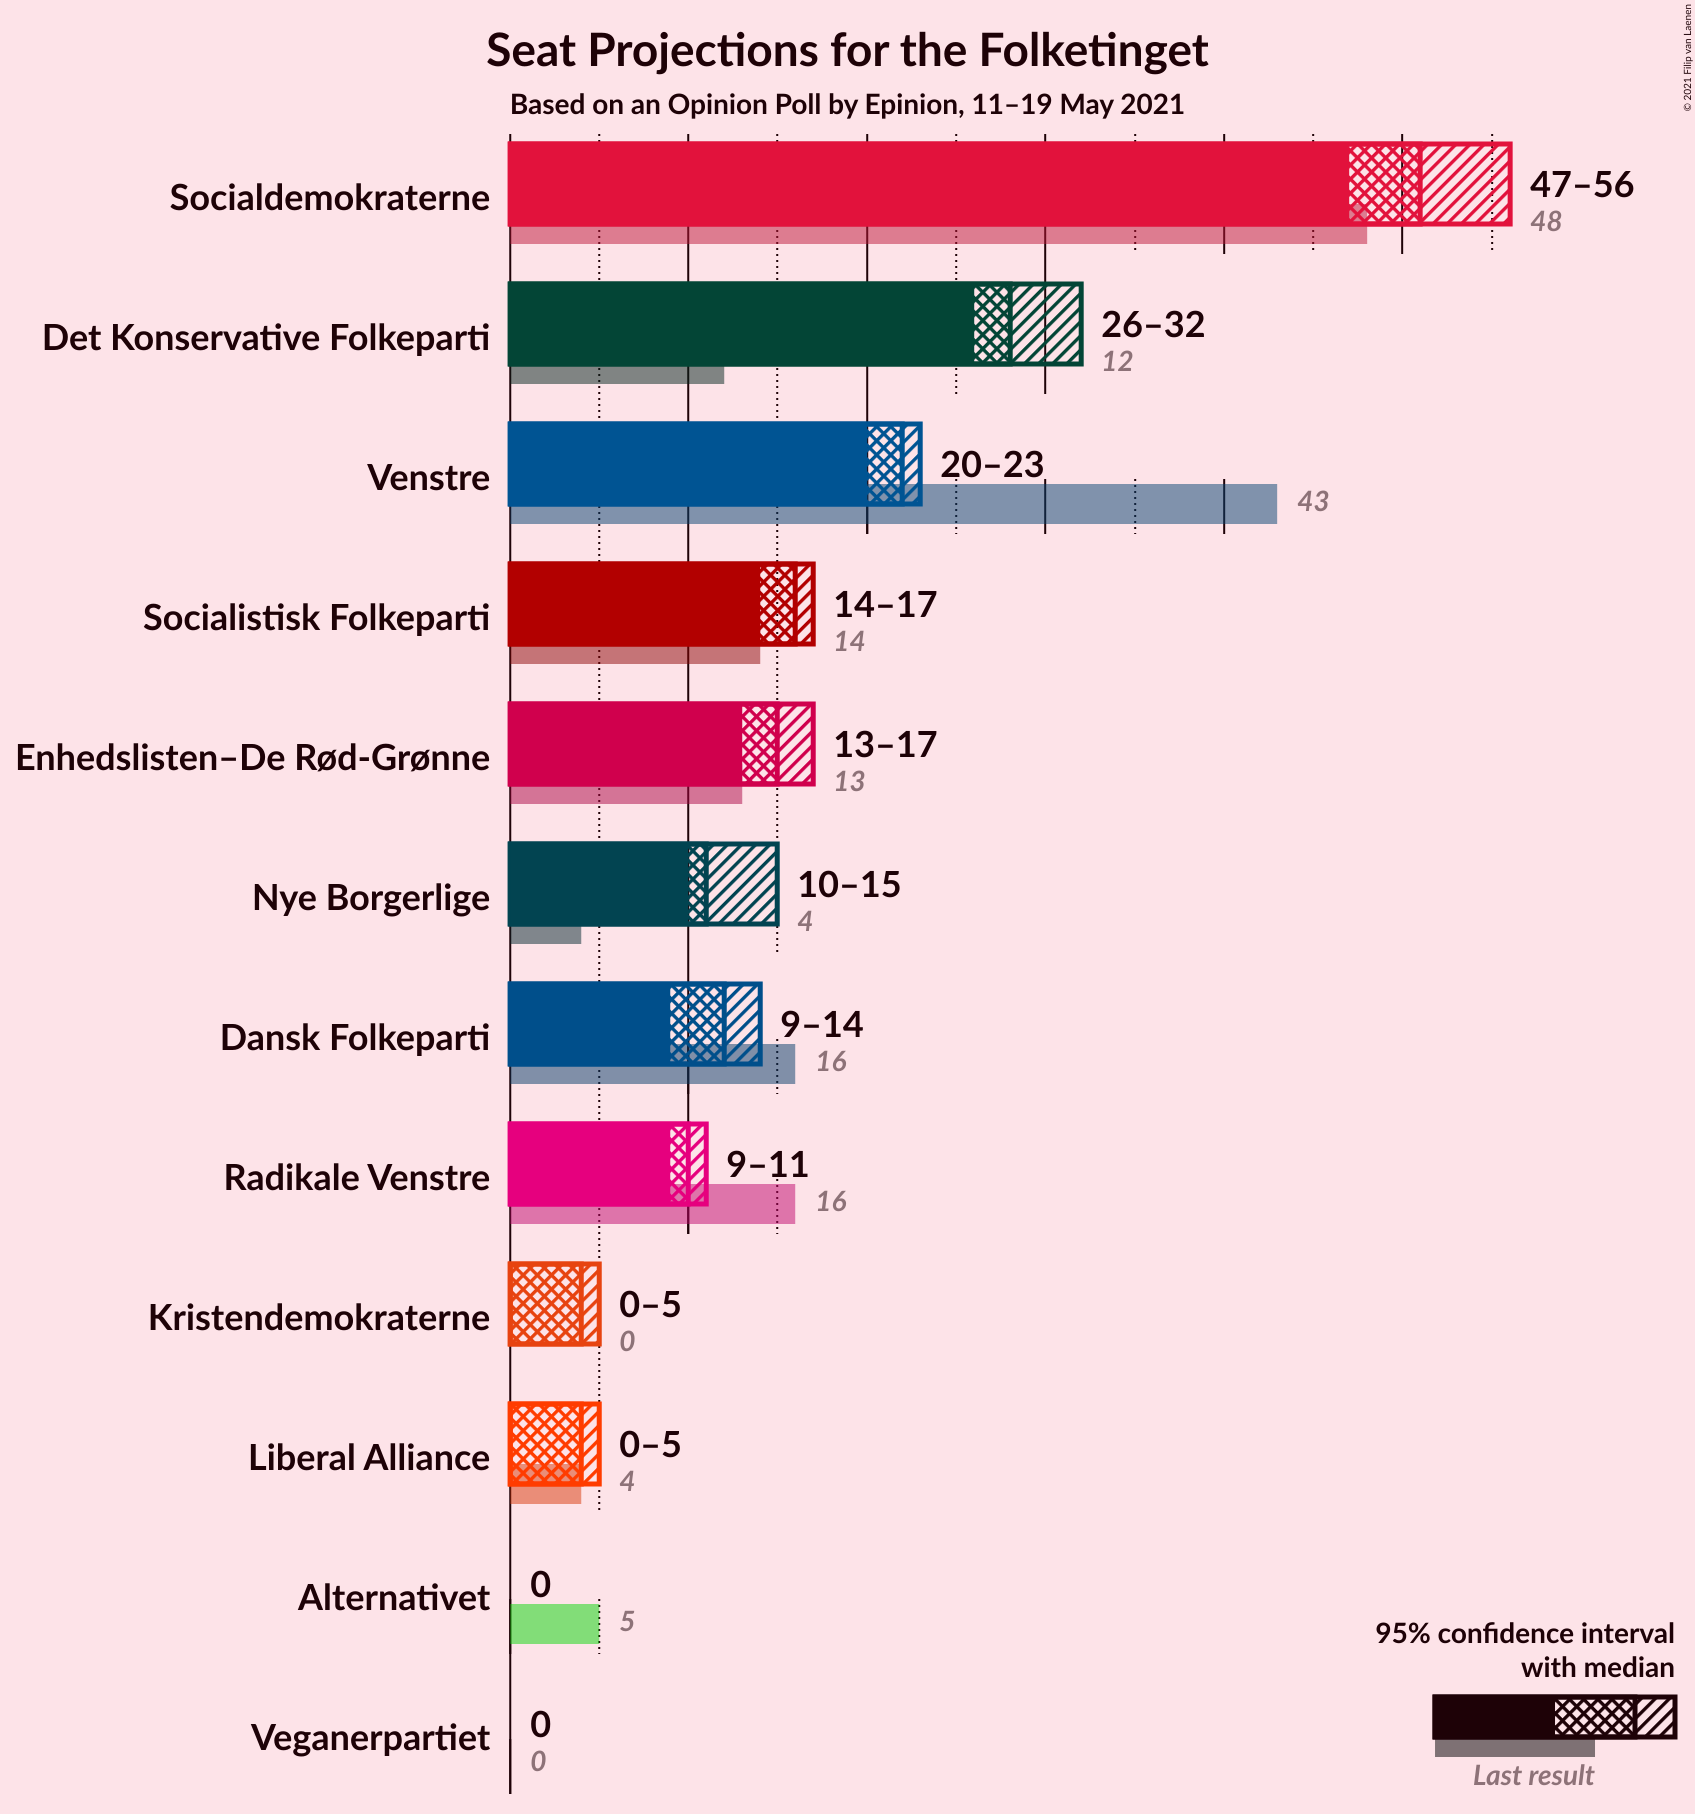 Seat Projections for the Folketinget
Based on an Opinion Poll by Epinion, 11–19 May 2021
© 2021 Filip van Laenen
Socialdemokraterne
47–56
48
Det Konservative Folkeparti
26–32
12
Venstre
20–23
43
Socialistisk Folkeparti
14–17
14
Enhedslisten–De Rød-Grønne
13–17
13
Nye Borgerlige
10–15
4
Dansk Folkeparti
9–14
16
Radikale Venstre
9–11
16
Kristendemokraterne
0–5
0
Liberal Alliance
0–5
4
Alternativet
0
5
Veganerpartiet
0
0
95% confidence interval
with median
Last result